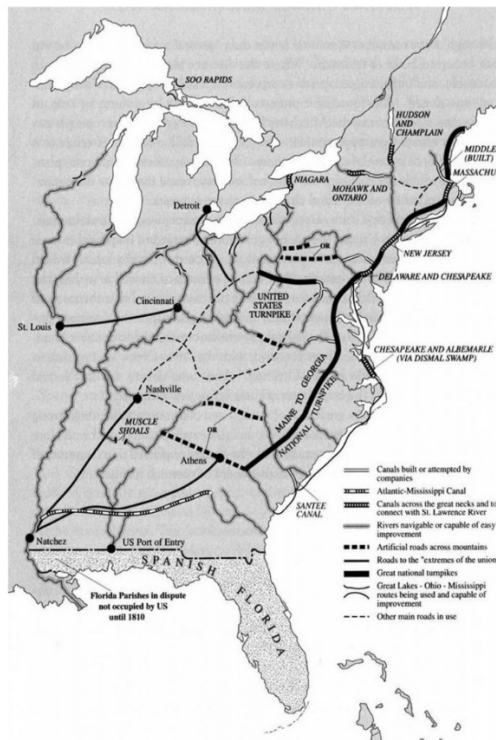 SOO RAPIDS
HUDSON
AND
CHAMPLAIN
MIDDLE
(BUILT)
MASSACHU
NIAGARA
MOHAWK AND
ONTARIO
Detroit
OR
NEW JERSEY
DELAWARE AND CHESAPEAKE
UNITED
STATES
TURNPIKE
Cincinnati
St. Louis
CHESAPEAKE AND ALBEMARLE
(VIA DISMAL SWAMP)
Nashville
MUSCLE
SHOALS
OR
MAINE TO GEORGIA
NATIONAL TURNPIKE
Athens
SANTEE
CANAL
Natchez
US Port of Entry
SPANISH
FLORIDA
Florida Parishes in dispute
not occupied by US
until 1810
Canals built or attempted by
companies
Atlantic-Mississippi Canal
Canals across the great necks and to
connect with St. Lawrence River
Rivers navigable or capable of easy
improvement
Artificial roads across mountains
Roads to the "extremes of the union
Great national turnpikes
Great Lakes - Ohio - Mississippi
routes being used and capable of
improvement
Other main roads in use